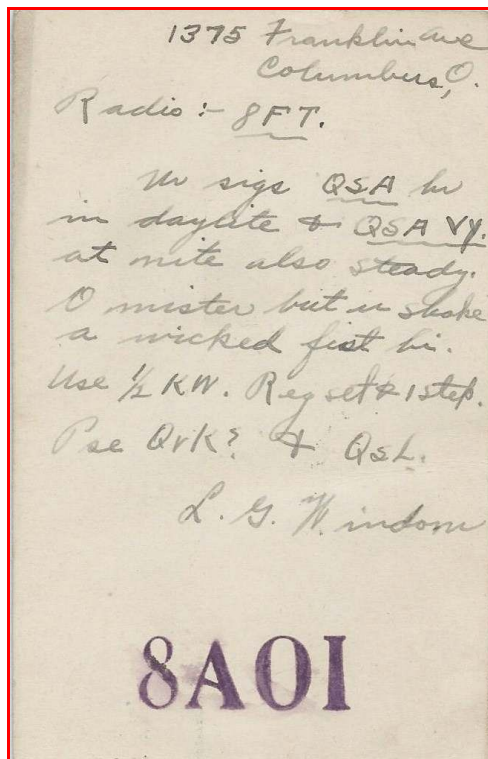 1375 Franklin Ave
Columbus, O.
Radio :- 8FT.
Ur sigs QSA hr
in daylite & QSA VY.
at nite also steady.
O mister but u shake
a wicked fist hi.
Use 1/2 KW. Reg set & 1 step.
Pse QrK? & QSL.
L. G. Windom
8AOI